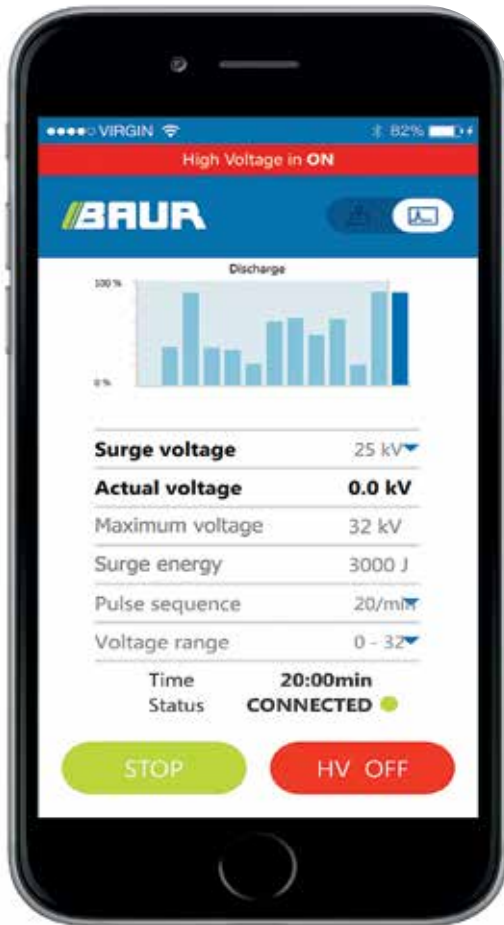 VIRGIN 82%
High Voltage in ON
BAUR
Discharge
100 %
0 %
Surge voltage 25 kV
Actual voltage 0.0 kV
Maximum voltage 32 kV
Surge energy 3000 J
Pulse sequence 20/min
Voltage range 0 - 32
Time 20:00min
Status CONNECTED
STOP HV OFF